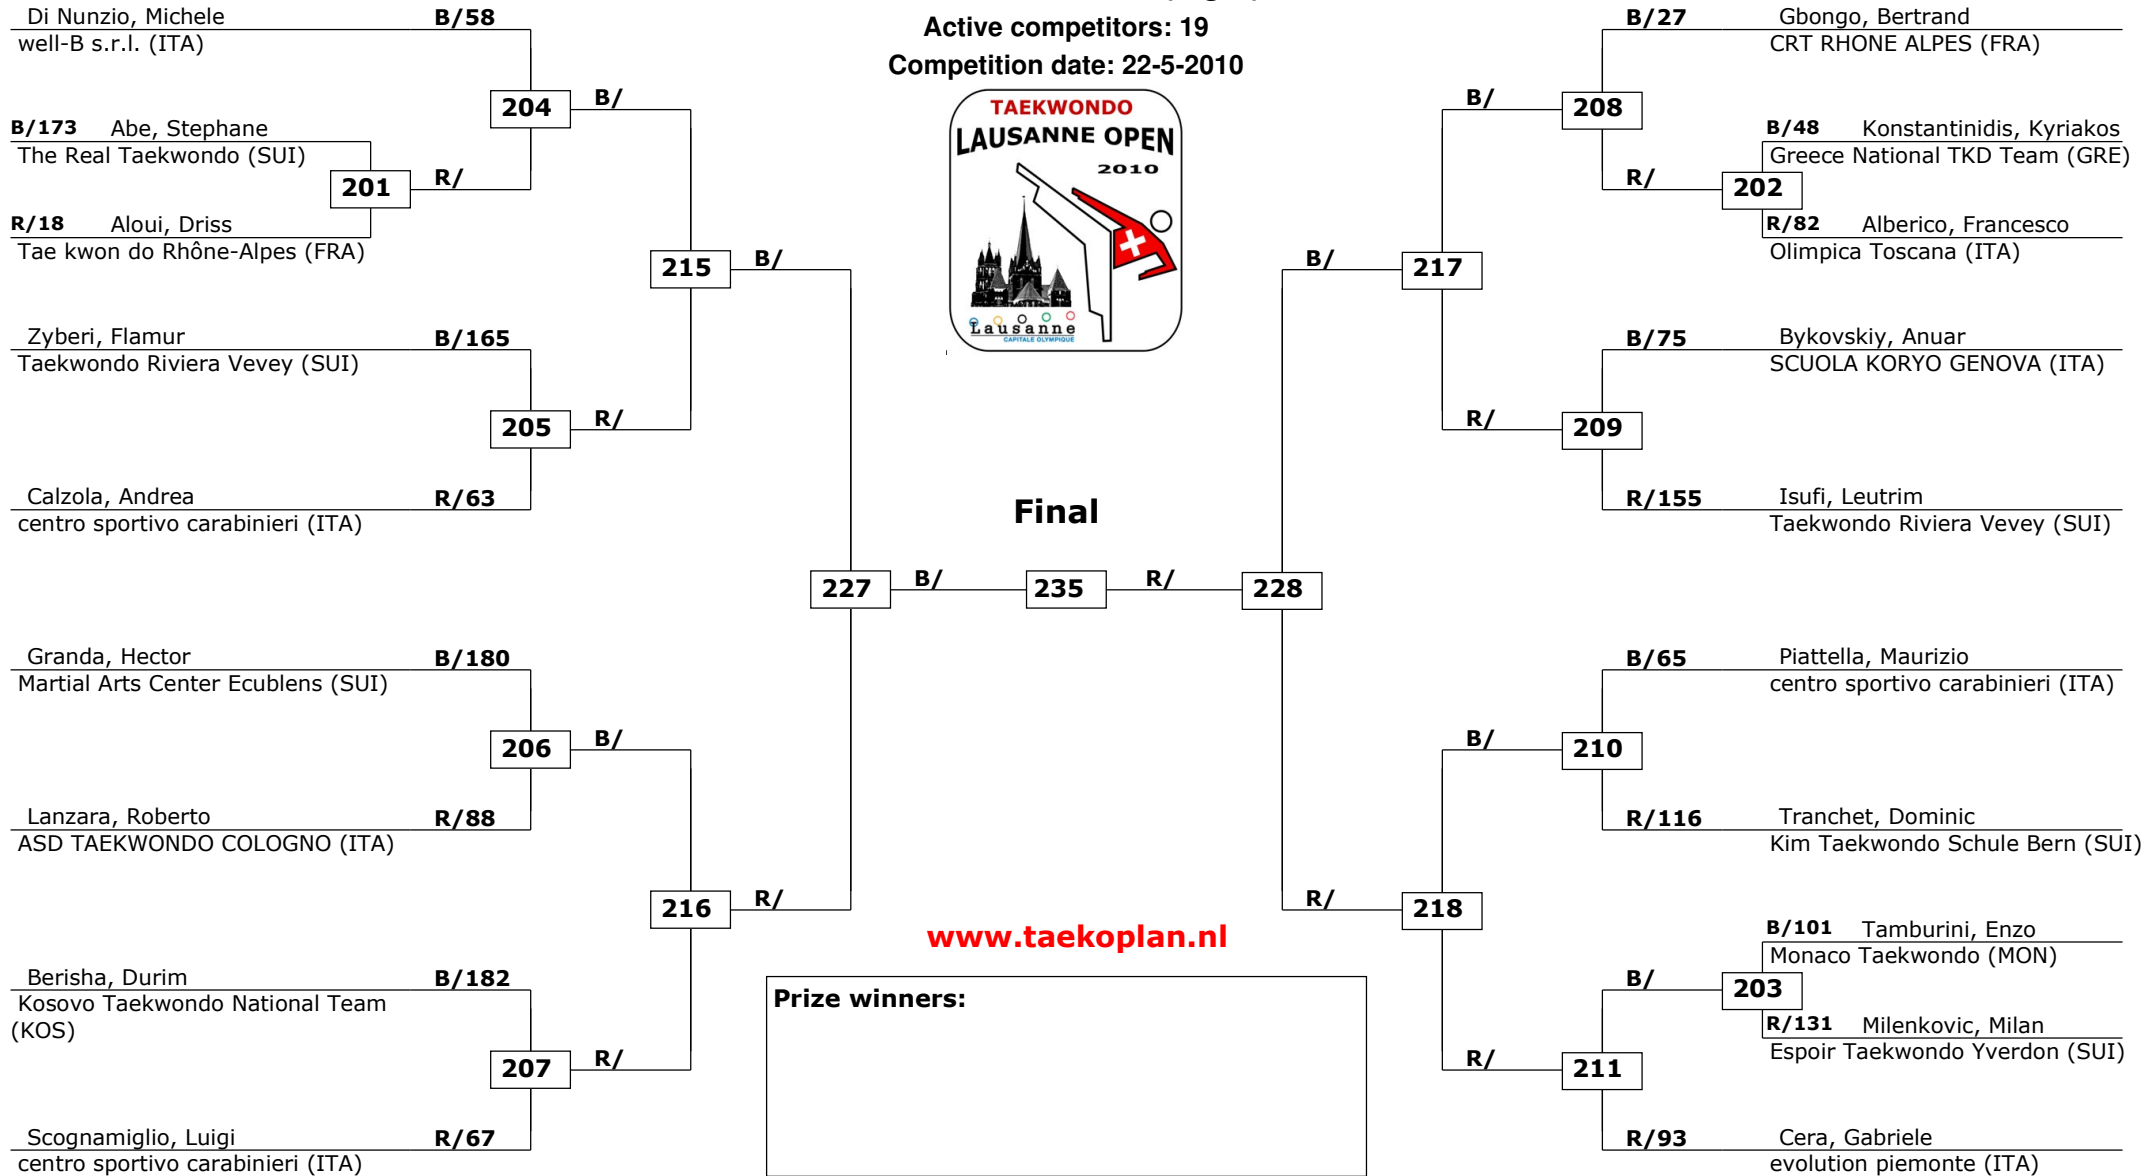 Di Nunzio, Michele
B/58
well-B s.r.l. (ITA)
B/173 Abe, Stephane
The Real Taekwondo (SUI)
201
R/18 Aloui, Driss
Tae kwon do Rhône-Alpes (FRA)
204
B/
R/
Zyberi, Flamur
B/165
Taekwondo Riviera Vevey (SUI)
205
R/
Calzola, Andrea
R/63
centro sportivo carabinieri (ITA)
215
B/
Granda, Hector
B/180
Martial Arts Center Ecublens (SUI)
206
B/
Lanzara, Roberto
R/88
ASD TAEKWONDO COLOGNO (ITA)
216
R/
Berisha, Durim
B/182
Kosovo Taekwondo National Team
(KOS)
207
R/
Scognamiglio, Luigi
R/67
centro sportivo carabinieri (ITA)
Active competitors: 19
Competition date: 22-5-2010
TAEKWONDO
LAUSANNE OPEN
2010
Lausanne
CAPITALE OLYMPIQUE
Final
227
B/
235
R/
228
www.taekoplan.nl
Prize winners:
B/27
Gbongo, Bertrand
CRT RHONE ALPES (FRA)
B/
208
B/48 Konstantinidis, Kyriakos
Greece National TKD Team (GRE)
R/
202
R/82 Alberico, Francesco
Olimpica Toscana (ITA)
B/
217
B/75
Bykovskiy, Anuar
SCUOLA KORYO GENOVA (ITA)
R/
209
R/155
Isufi, Leutrim
Taekwondo Riviera Vevey (SUI)
B/65
Piattella, Maurizio
centro sportivo carabinieri (ITA)
B/
210
R/116
Tranchet, Dominic
Kim Taekwondo Schule Bern (SUI)
R/
218
B/101 Tamburini, Enzo
Monaco Taekwondo (MON)
B/
203
R/131 Milenkovic, Milan
Espoir Taekwondo Yverdon (SUI)
R/
211
R/93
Cera, Gabriele
evolution piemonte (ITA)